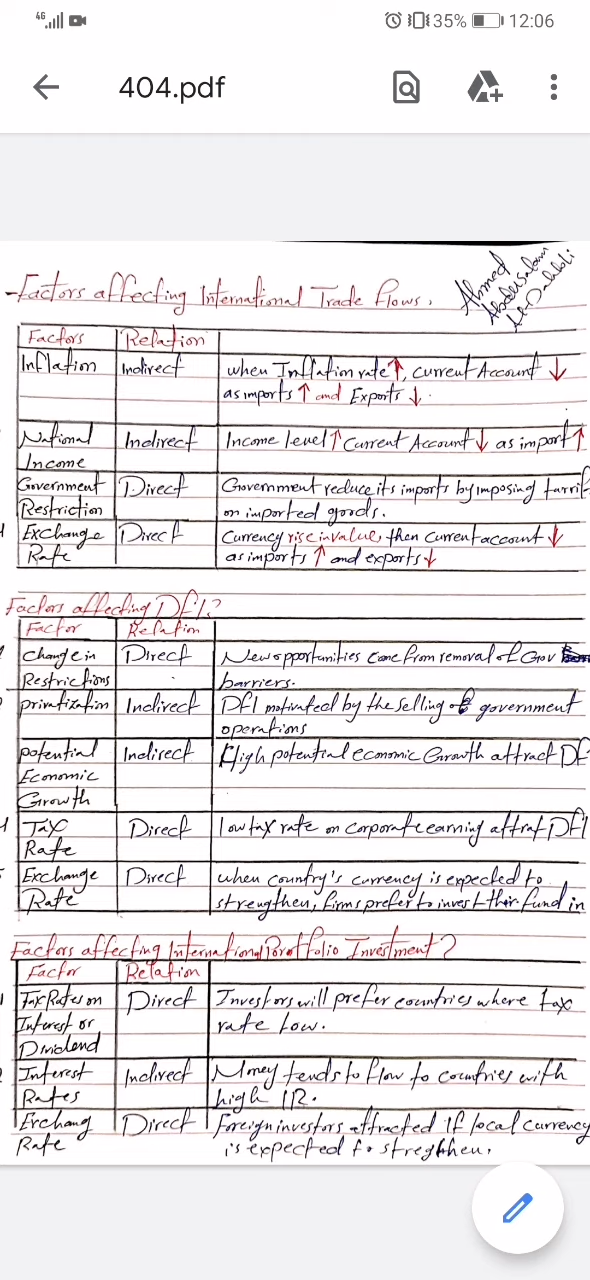 4G 35% 12:06
404.pdf
Ahmed
Abdusalam
-Factors affecting International Trade flows.
Factors Relation
Inflation Indirect when Inflation rate↑, Current Account ↓
as imports ↑ and Exports ↓.
National Indirect Income level↑ Current Account↓ as import↑
Income
Government Direct Government reduce its imports by imposing tarrif
Restriction on imported goods.
Exchange Direct Currency rise in value, then current account ↓
Rate as imports ↑ and exports↓
Factors affecting DFI?
Factor Relation
Change in Direct New opportunities come from removal of Gov
Restrictions barriers.
privatization Indirect DFI motivated by the selling of government
operations
potential Indirect High potential economic Growth attract DF
Economic
Growth
Tax Direct low tax rate on corporate earning attrat DFI
Rate
Exchange Direct when country's currency is expected to
Rate strengthen, firms prefer to invest their fund in
Factors affecting International Portfolio Investment?
Factor Relation
1 Tax Rates on Direct Investors will prefer countries where tax
Interest or rate low.
Dividend
Interest Indirect Money tends to flow to countries with
Rates high IR.
Exchang Direct Foreign investors attracted If local currency
Rate is expected to streghhen.